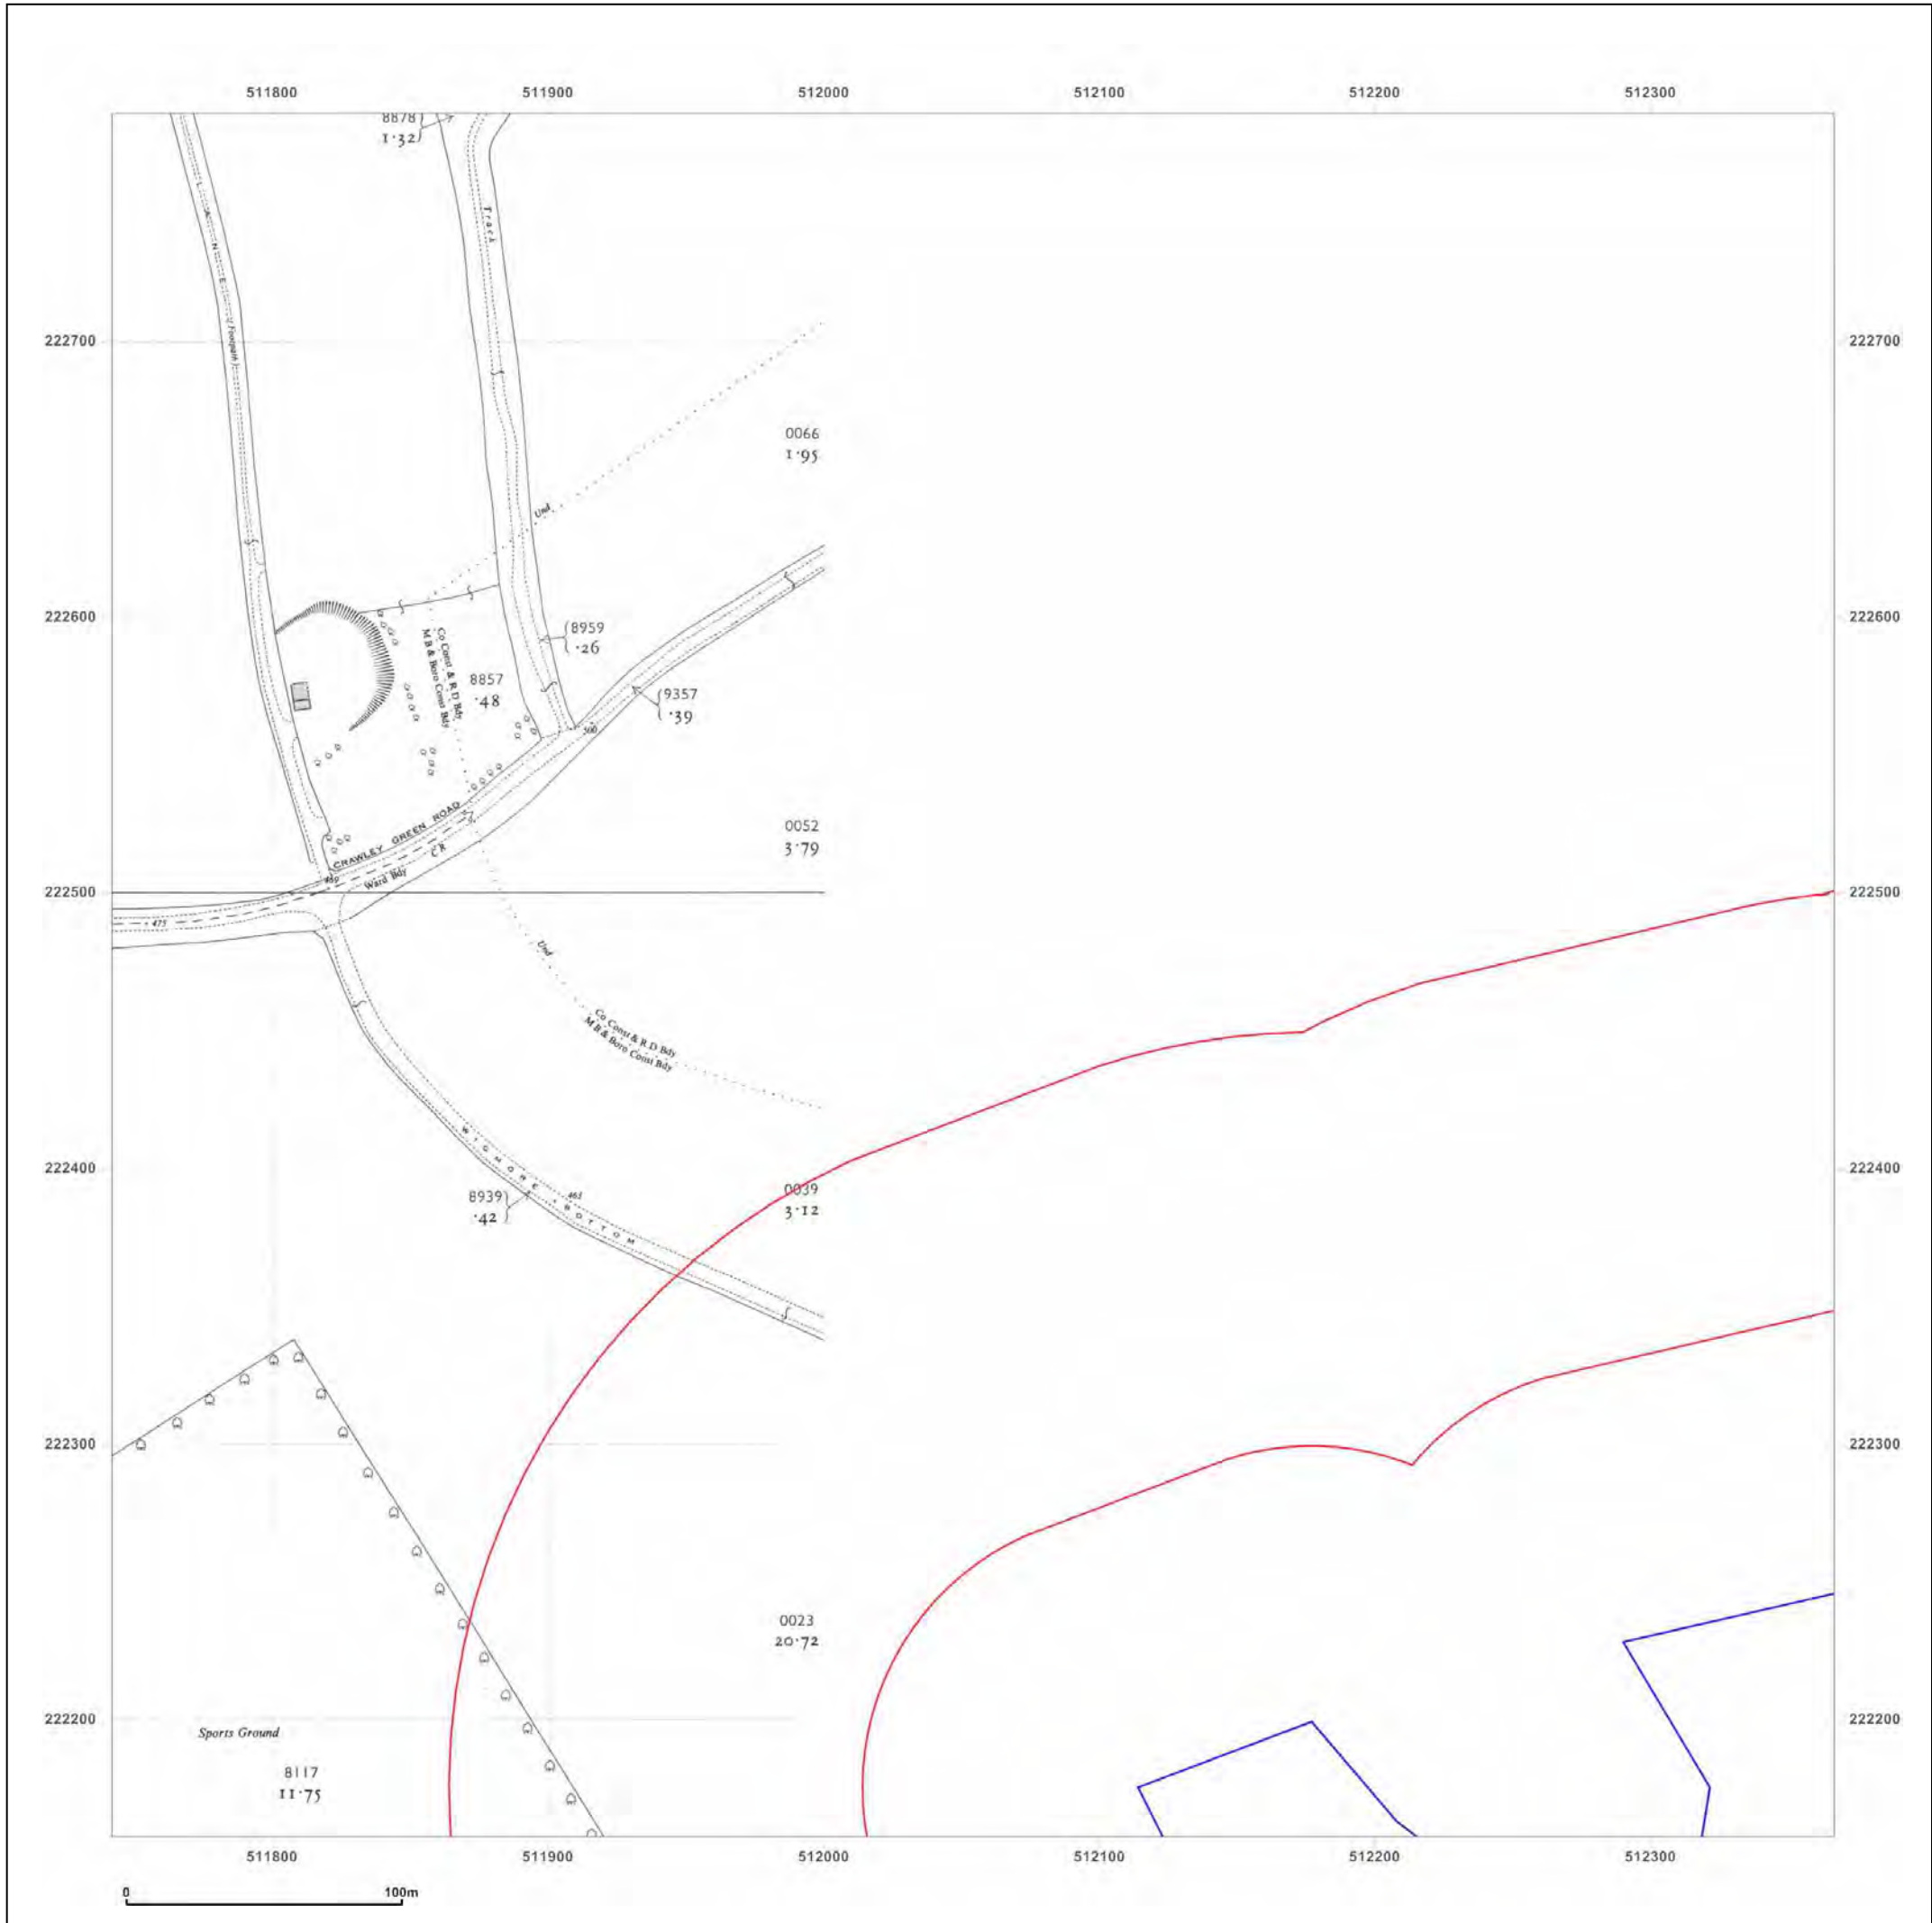 511800 511900 512000 512100 512200 512300
8878
1·32
LANE
Track
(Footpath)
222700 222700
0066
1·95
Und
222600 222600
8959
·26
Co Const & R D Bdy
M B & Boro Const Bdy
8857
·48
9357
·39
500
CRAWLEY GREEN ROAD
0052
3·79
C R
Ward Bdy
222500 222500
475
Und
Co Const & R D Bdy
M B & Boro Const Bdy
WIGMORE BOTTOM
222400 222400
8939
·42
463
0039
3·12
222300 222300
0023
20·72
222200 222200
Sports Ground
8117
11·75
511800 511900 512000 512100 512200 512300
0 100m